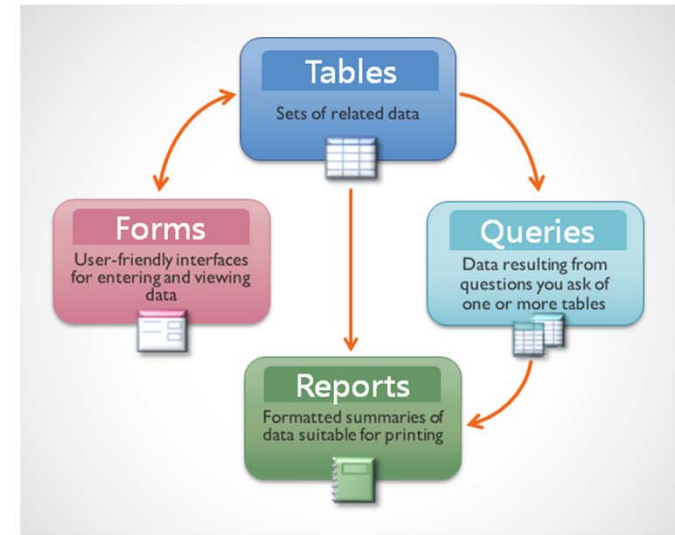 Tables
Sets of related data
Forms
User-friendly interfaces
for entering and viewing
data
Queries
Data resulting from
questions you ask of
one or more tables
Reports
Formatted summaries of
data suitable for printing